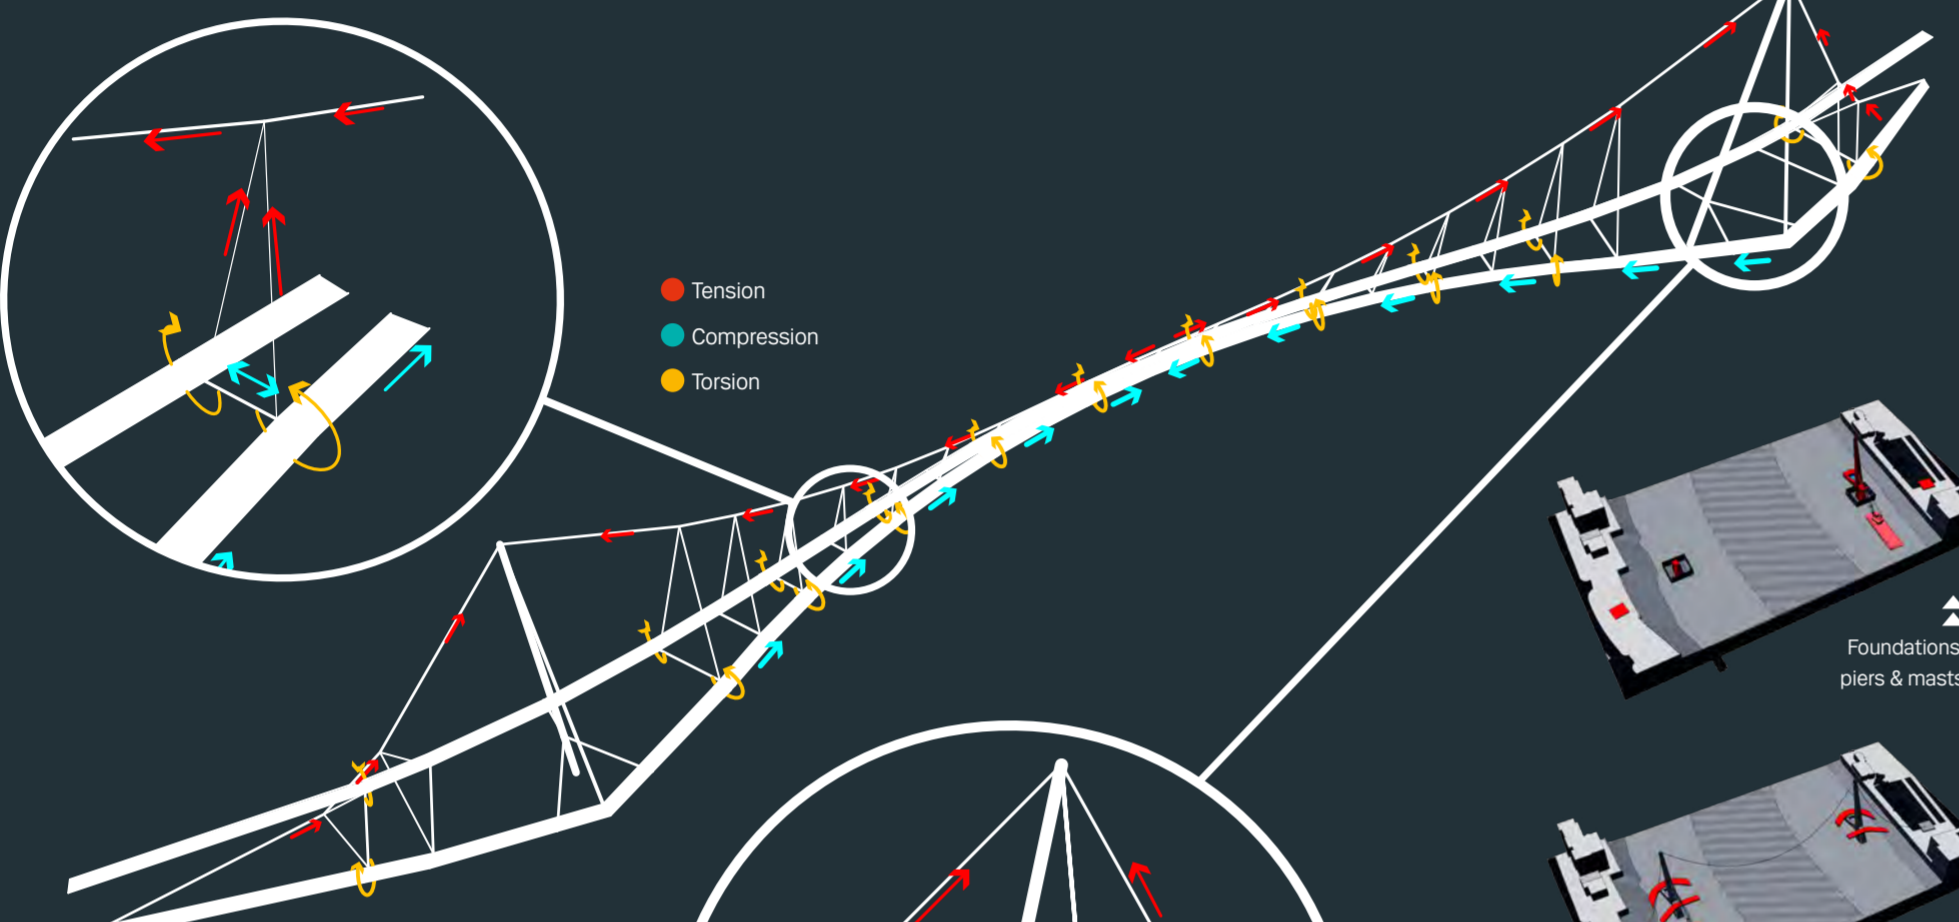 Tension
Compression
Torsion
Foundations
piers & masts